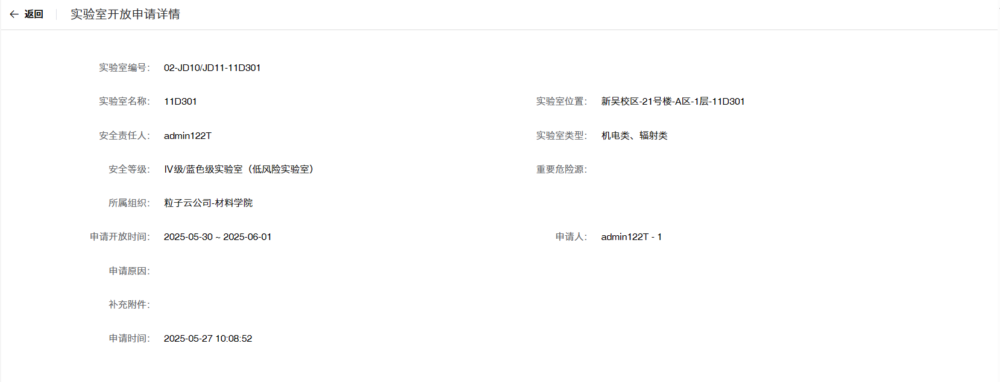 返回 实验室开放申请详情
实验室编号： 02-JD10/JD11-11D301
实验室名称： 11D301 实验室位置： 新吴校区-21号楼-A区-1层-11D301
安全责任人： admin122T 实验室类型： 机电类、辐射类
安全等级： Ⅳ级/蓝色级实验室（低风险实验室） 重要危险源：
所属组织： 粒子云公司-材料学院
申请开放时间： 2025-05-30 ~ 2025-06-01 申请人： admin122T - 1
申请原因：
补充附件：
申请时间： 2025-05-27 10:08:52